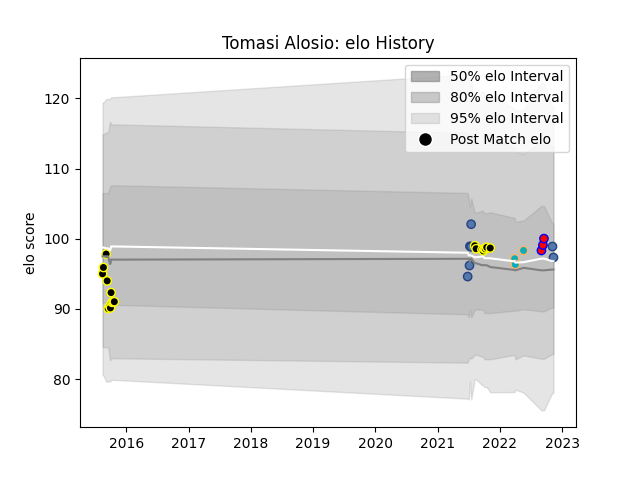 Tomasi Alosio: elo History
50% elo Interval
80% elo Interval
95% elo Interval
Post Match elo
elo score
120
110
100
90
80
2016 2017 2018 2019 2020 2021 2022 2023